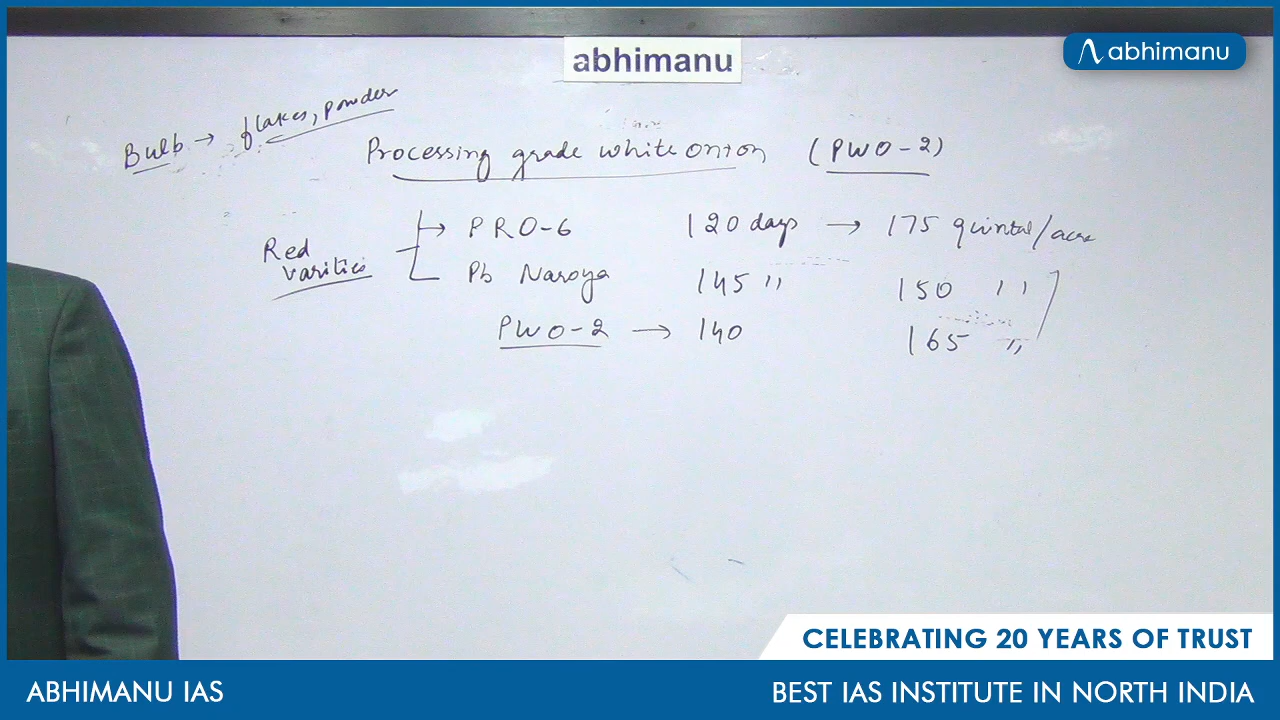 abhimanu
abhimanu
Bulb → flakes, powder
Processing grade white onion (PWO-2)
Red varities
→ PRO-6 120 days → 175 quintal/acre
Pb Naroya 145 ,, 150 ,,
PWO-2 → 140 165 ,,
CELEBRATING 20 YEARS OF TRUST
ABHIMANU IAS
BEST IAS INSTITUTE IN NORTH INDIA